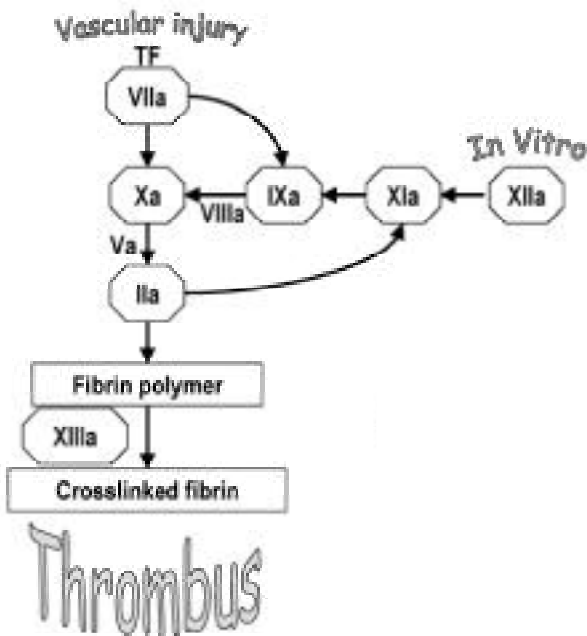 Vascular injury
TF
VIIa
In Vitro
Xa
VIIIa
IXa
XIa
XIIa
Va
IIa
Fibrin polymer
XIIIa
Crosslinked fibrin
Thrombus